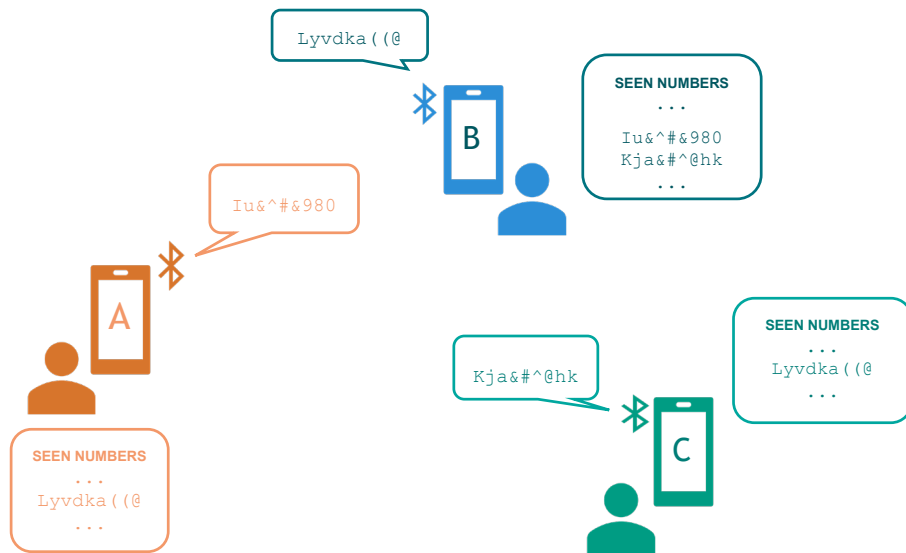 Lyvdka((@
B
SEEN NUMBERS
...
Iu&^#&980
Kja&#^@hk
...
Iu&^#&980
A
SEEN NUMBERS
...
Lyvdka((@
...
Kja&#^@hk
C
SEEN NUMBERS
...
Lyvdka((@
...